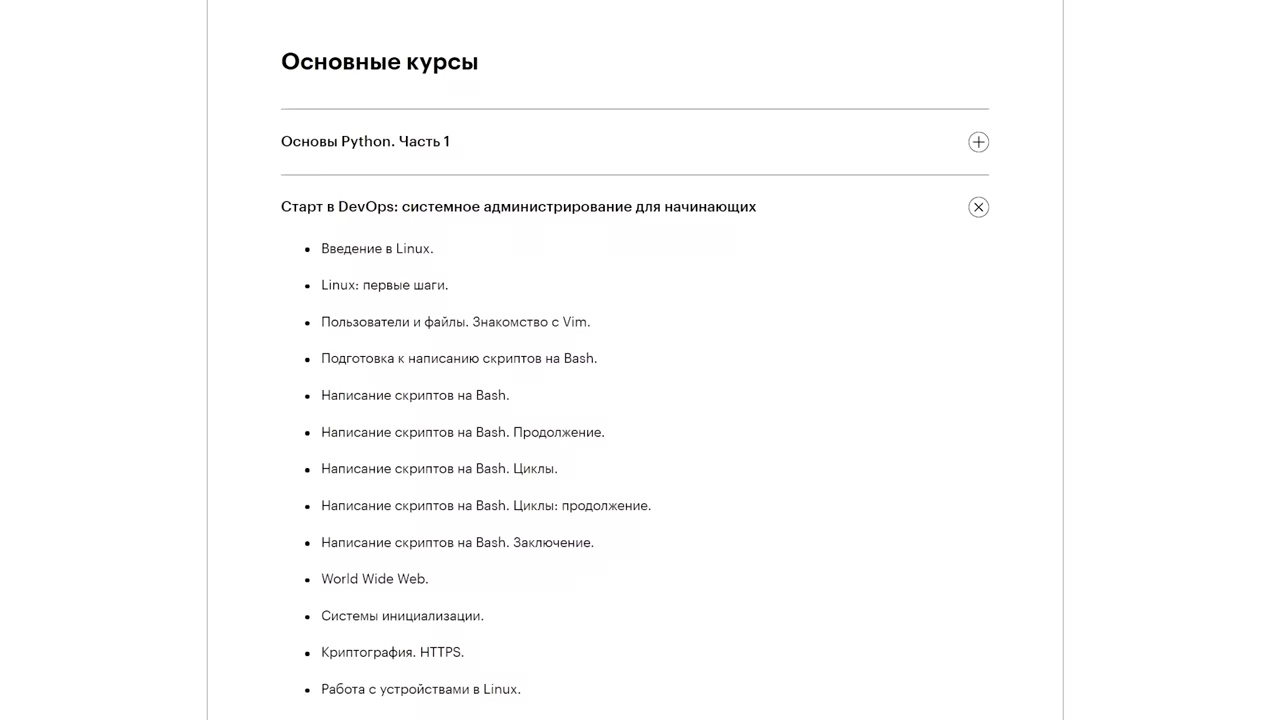 Основные курсы
Основы Python. Часть 1
Старт в DevOps: системное администрирование для начинающих
Введение в Linux.
Linux: первые шаги.
Пользователи и файлы. Знакомство с Vim.
Подготовка к написанию скриптов на Bash.
Написание скриптов на Bash.
Написание скриптов на Bash. Продолжение.
Написание скриптов на Bash. Циклы.
Написание скриптов на Bash. Циклы: продолжение.
Написание скриптов на Bash. Заключение.
World Wide Web.
Системы инициализации.
Криптография. HTTPS.
Работа с устройствами в Linux.